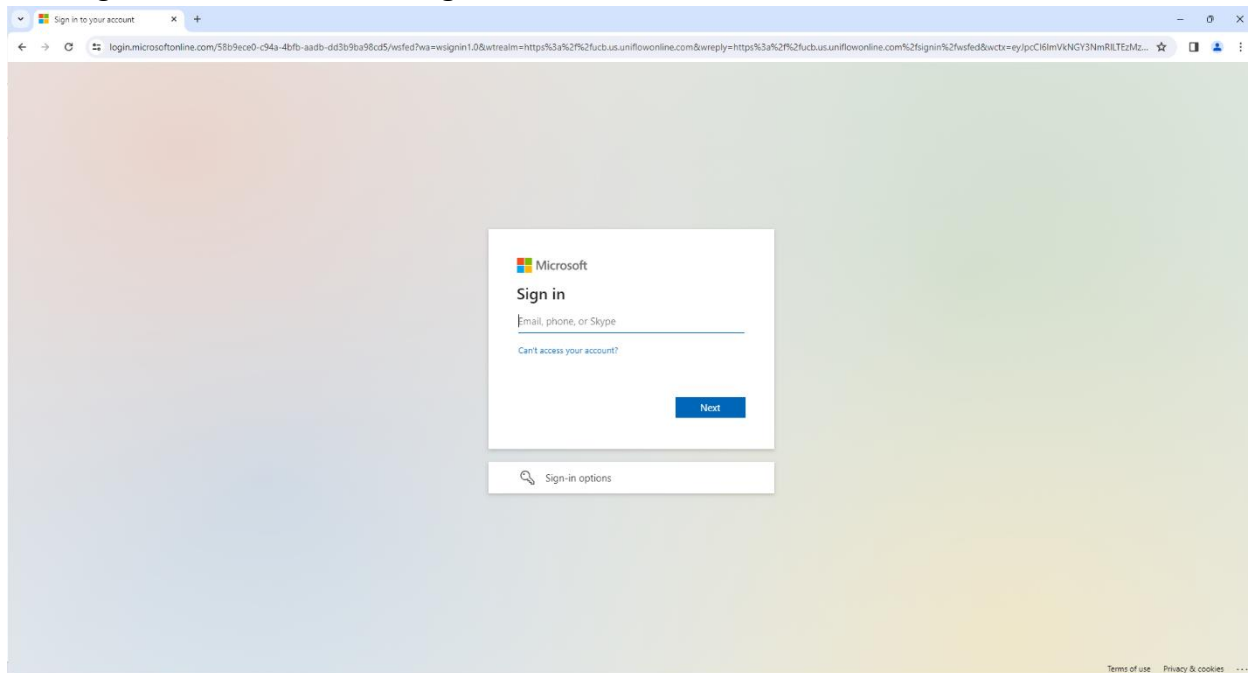 Sign in to your account
login.microsoftonline.com/58b9ece0-c94a-4bfb-aadb-dd3b9ba98cd5/wsfed?wa=wsignin1.0&wtrealm=https%3a%2f%2fucb.us.uniflowonline.com&wreply=https%3a%2f%2fucb.us.uniflowonline.com%2fsignin%2fwsfed&wctx=eyJpcCI6ImVkNGY3NmRlLTEzMz...
Microsoft
Sign in
Email, phone, or Skype
Can't access your account?
Next
Sign-in options
Terms of use Privacy & cookies ...